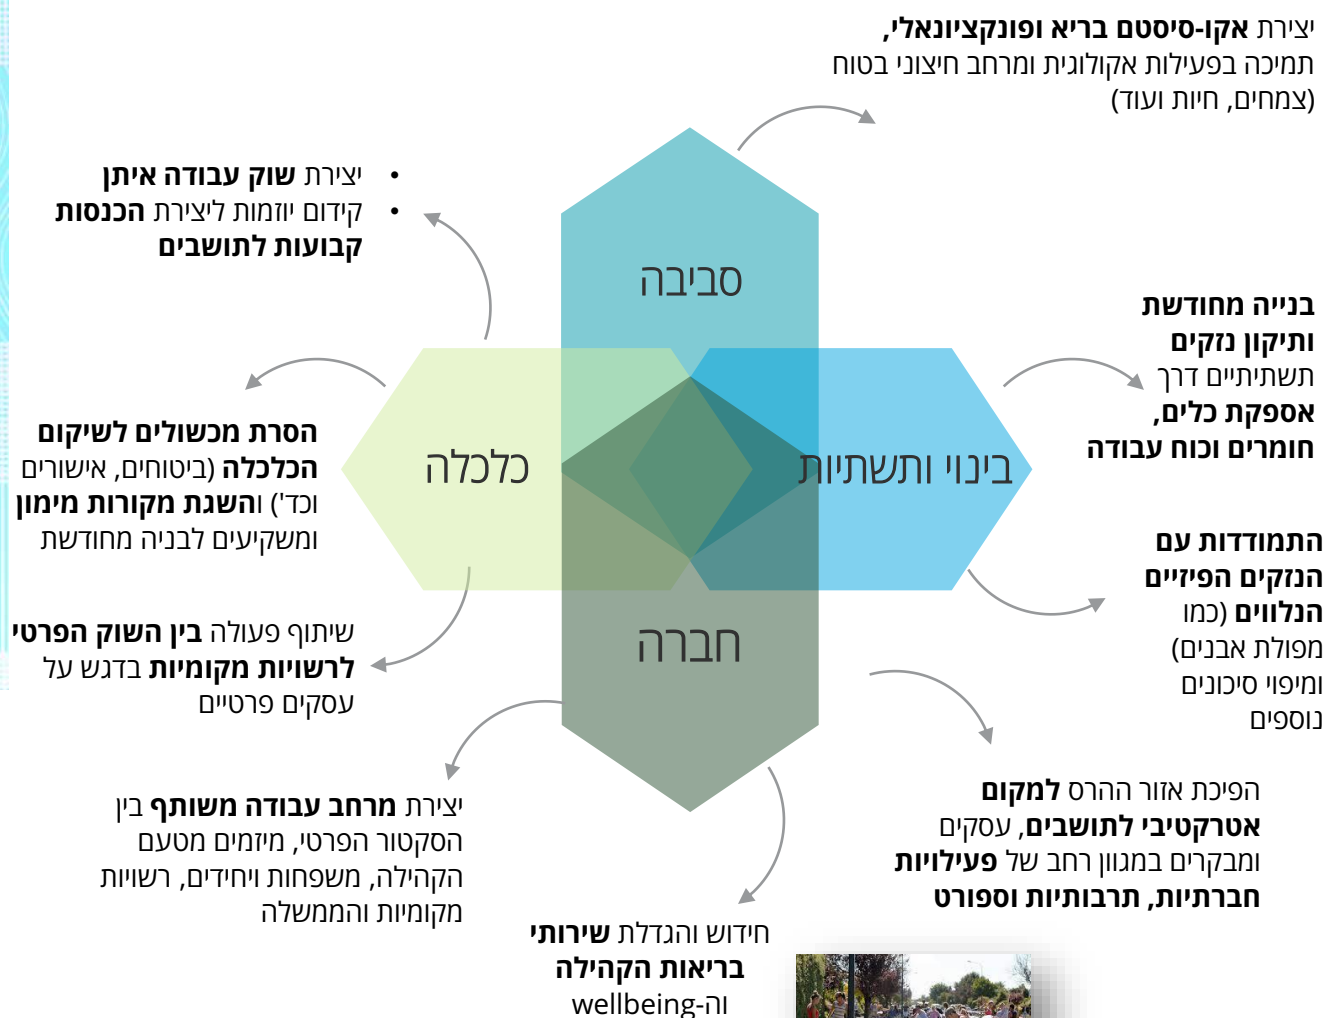 יצירת אקו-סיסטם בריא ופונקציונאלי,
תמיכה בפעילות אקולוגית ומרחב חיצוני בטוח
(צמחים, חיות ועוד)
• יצירת שוק עבודה איתן
• קידום יוזמות ליצירת הכנסות
קבועות לתושבים
סביבה
בנייה מחודשת
ותיקון נזקים
תשתיתיים דרך
אספקת כלים,
חומרים וכוח עבודה
הסרת מכשולים לשיקום
הכלכלה (ביטוחים, אישורים
וכד') והשגת מקורות מימון
ומשקיעים לבניה מחודשת
בינוי ותשתיות
כלכלה
התמודדות עם
הנזקים הפיזיים
הנלווים (כמו
מפולת אבנים)
ומיפוי סיכונים
נוספים
שיתוף פעולה בין השוק הפרטי
לרשויות מקומיות בדגש על
עסקים פרטיים
חברה
הפיכת אזור ההרס למקום
אטרקטיבי לתושבים, עסקים
ומבקרים במגוון רחב של פעילויות
חברתיות, תרבותיות וספורט
יצירת מרחב עבודה משותף בין
הסקטור הפרטי, מיזמים מטעם
הקהילה, משפחות ויחידים, רשויות
מקומיות והממשלה
חידוש והגדלת שירותי
בריאות הקהילה
וה-wellbeing